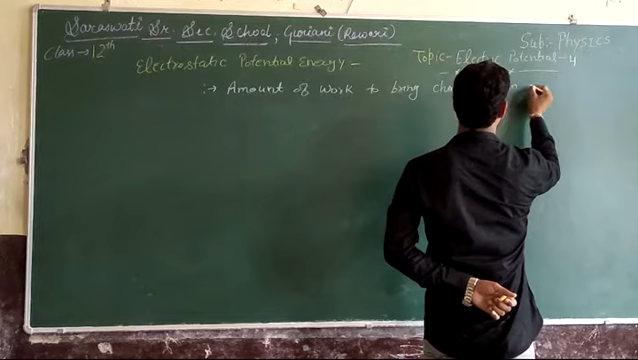 Saraswati Sr. Sec. School, Guriani (Rewari)
Sub:- Physics
Class→12th
Topic- Electric Potential-4
Electrostatic Potential Energy-
:→ Amount of work to bring